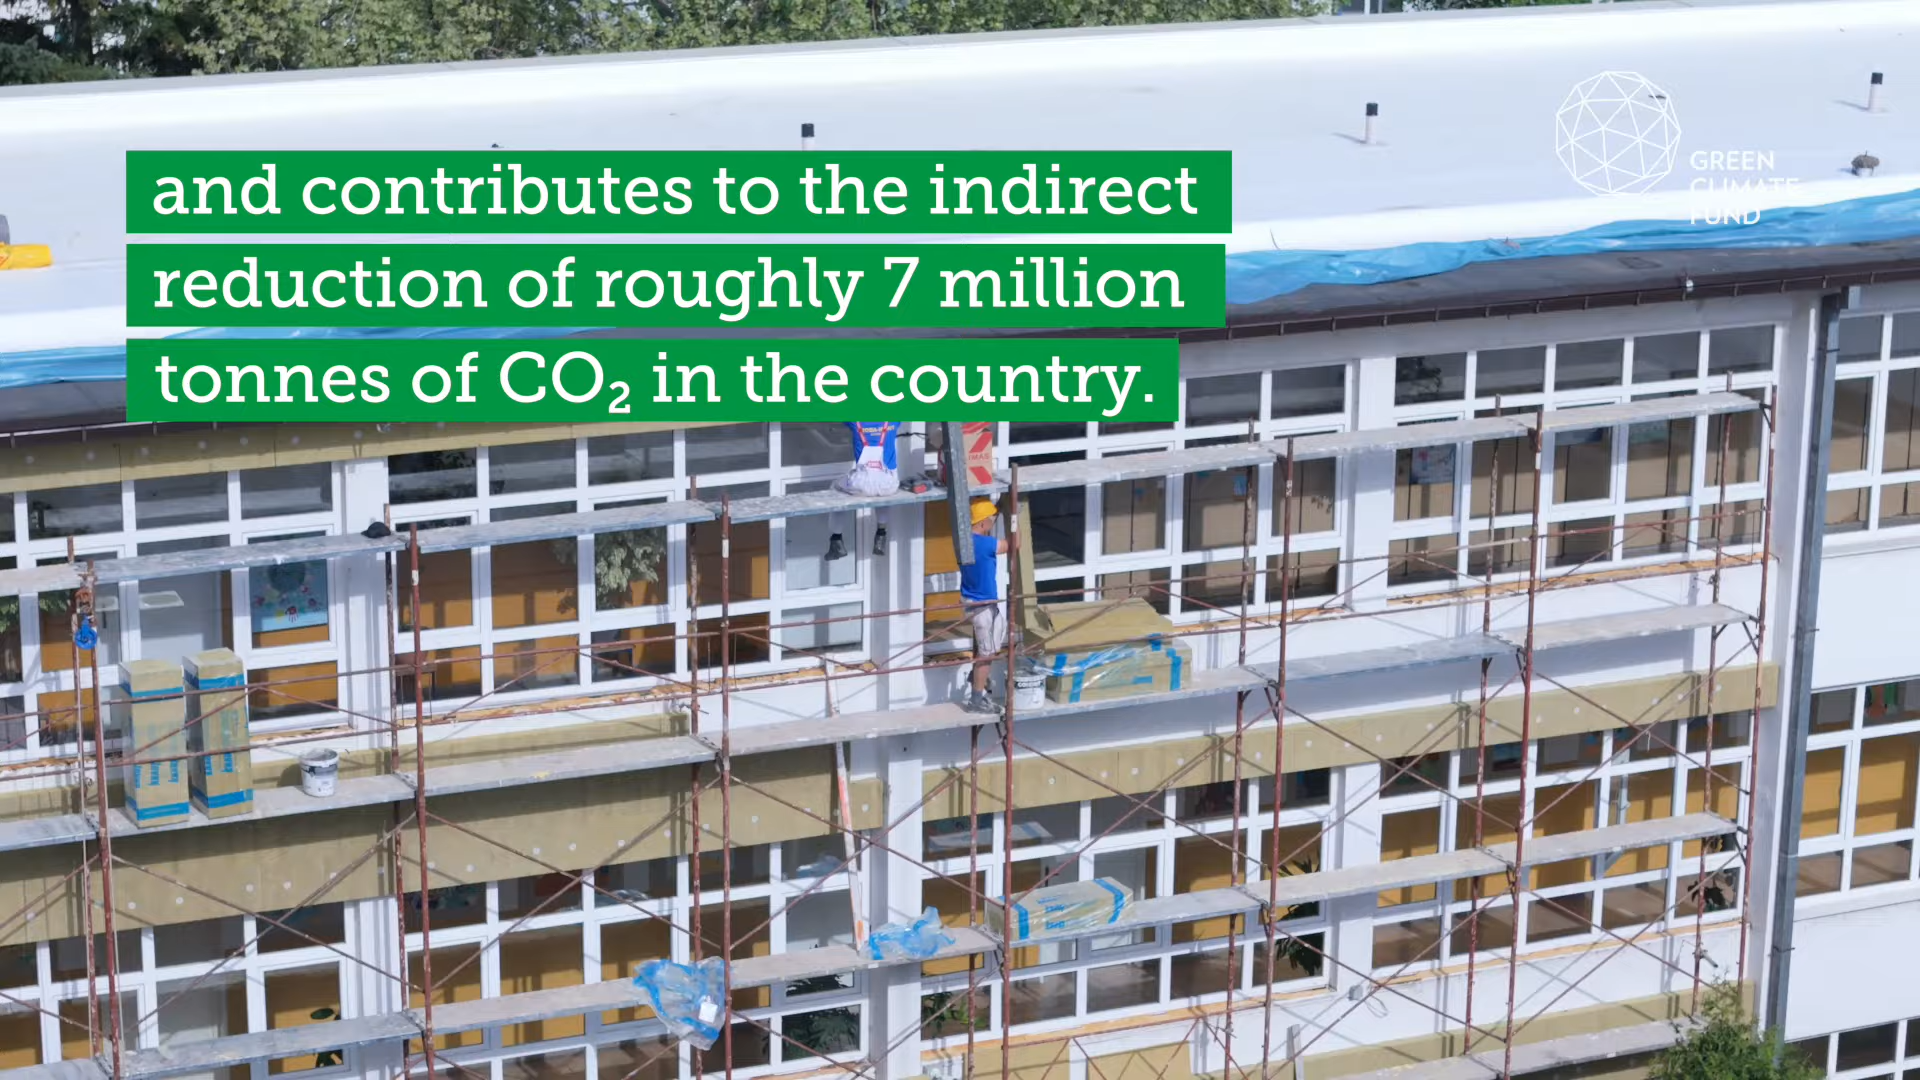 and contributes to the indirect
reduction of roughly 7 million
tonnes of CO₂ in the country.
GREEN
CLIMATE
FUND